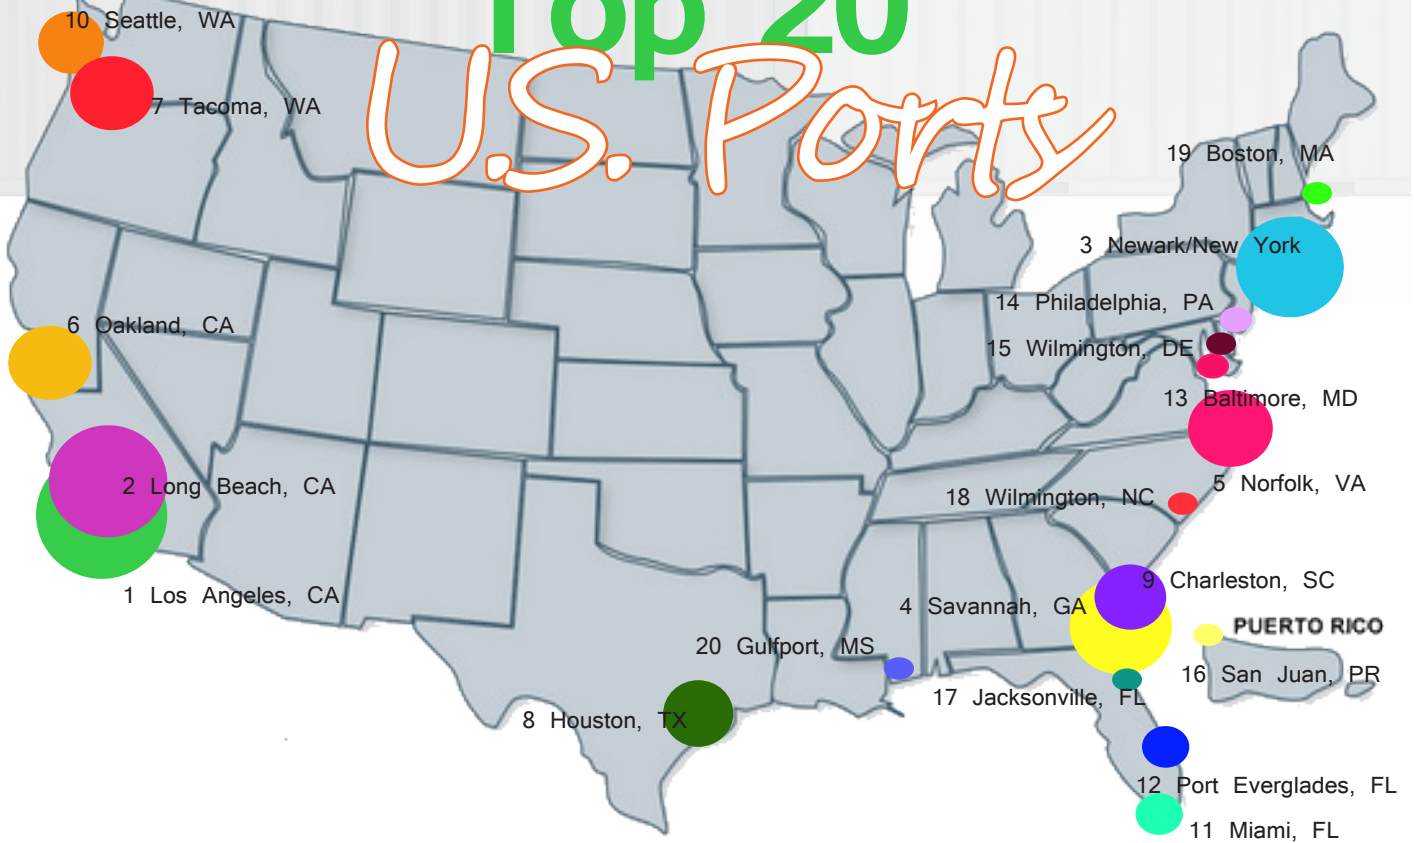 Top 20
U.S. Ports
10 Seattle, WA
7 Tacoma, WA
19 Boston, MA
3 Newark/New York
14 Philadelphia, PA
6 Oakland, CA
15 Wilmington, DE
13 Baltimore, MD
2 Long Beach, CA
5 Norfolk, VA
18 Wilmington, NC
9 Charleston, SC
1 Los Angeles, CA
4 Savannah, GA
PUERTO RICO
20 Gulfport, MS
16 San Juan, PR
17 Jacksonville, FL
8 Houston, TX
12 Port Everglades, FL
11 Miami, FL